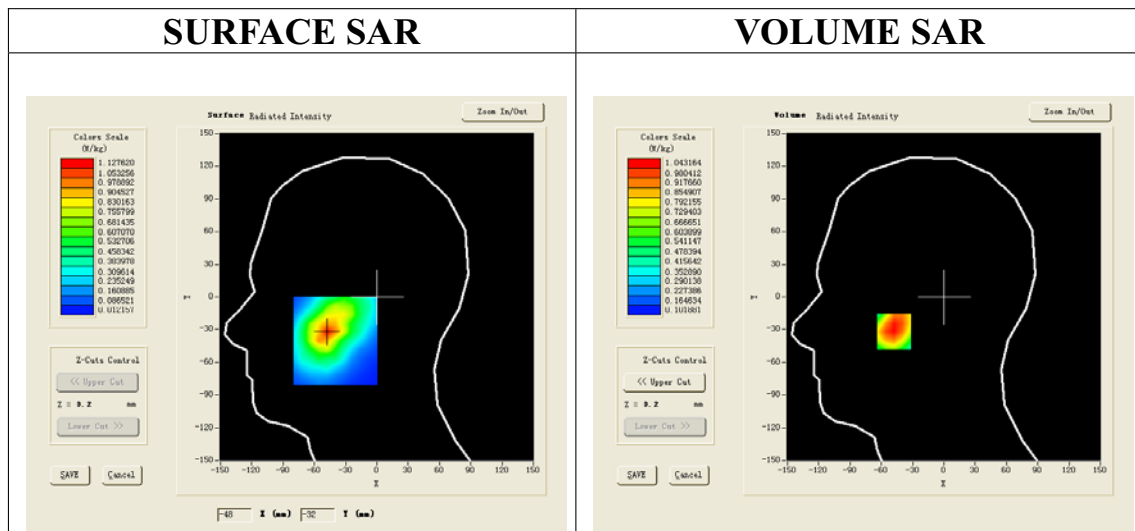 SURFACE SAR
VOLUME SAR
Surface Radiated Intensity
Zoom In/Out
Colors Scale
(W/kg)
1.127620
1.053256
0.978892
0.904527
0.830163
0.755799
0.681435
0.607070
0.532706
0.458342
0.383978
0.309614
0.235249
0.160885
0.086521
0.012157
150
120
90
60
30
0
-30
-60
-90
-120
-150
Y
-150 -120 -90 -60 -30 0 30 60 90 120 150
X
Z-Cuts Control
<< Upper Cut
Z = 0.2 mm
Lower Cut >>
SAVE
Cancel
-48 X (mm) -32 Y (mm)
Volume Radiated Intensity
Zoom In/Out
Colors Scale
(W/kg)
1.043164
0.980412
0.917660
0.854907
0.792155
0.729403
0.666651
0.603899
0.541147
0.478394
0.415642
0.352890
0.290138
0.227386
0.164634
0.101881
150
120
90
60
30
0
-30
-60
-90
-120
-150
Y
-150 -120 -90 -60 -30 0 30 60 90 120 150
X
Z-Cuts Control
<< Upper Cut
Z = 0.2 mm
Lower Cut >>
SAVE
Cancel